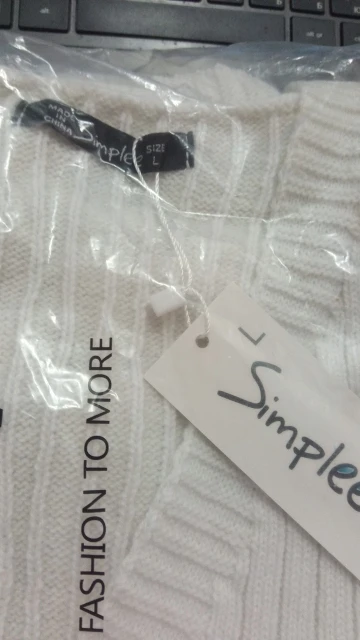 MADE
IN
CHINA
Simplee
SIZE
L
L
Simplee
FASHION TO MORE